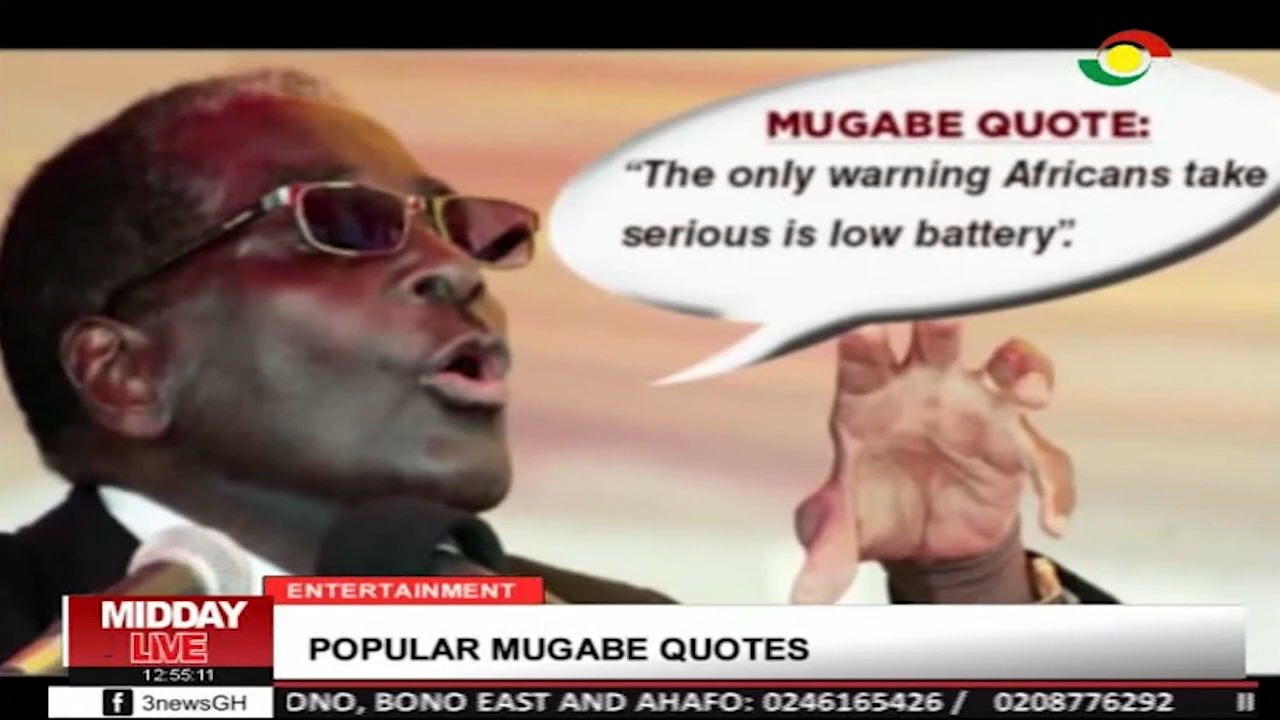 MUGABE QUOTE:
“The only warning Africans take
serious is low battery”.
ENTERTAINMENT
MIDDAY
LIVE
POPULAR MUGABE QUOTES
12:55:11
3newsGH
ONO, BONO EAST AND AHAFO: 0246165426 / 0208776292